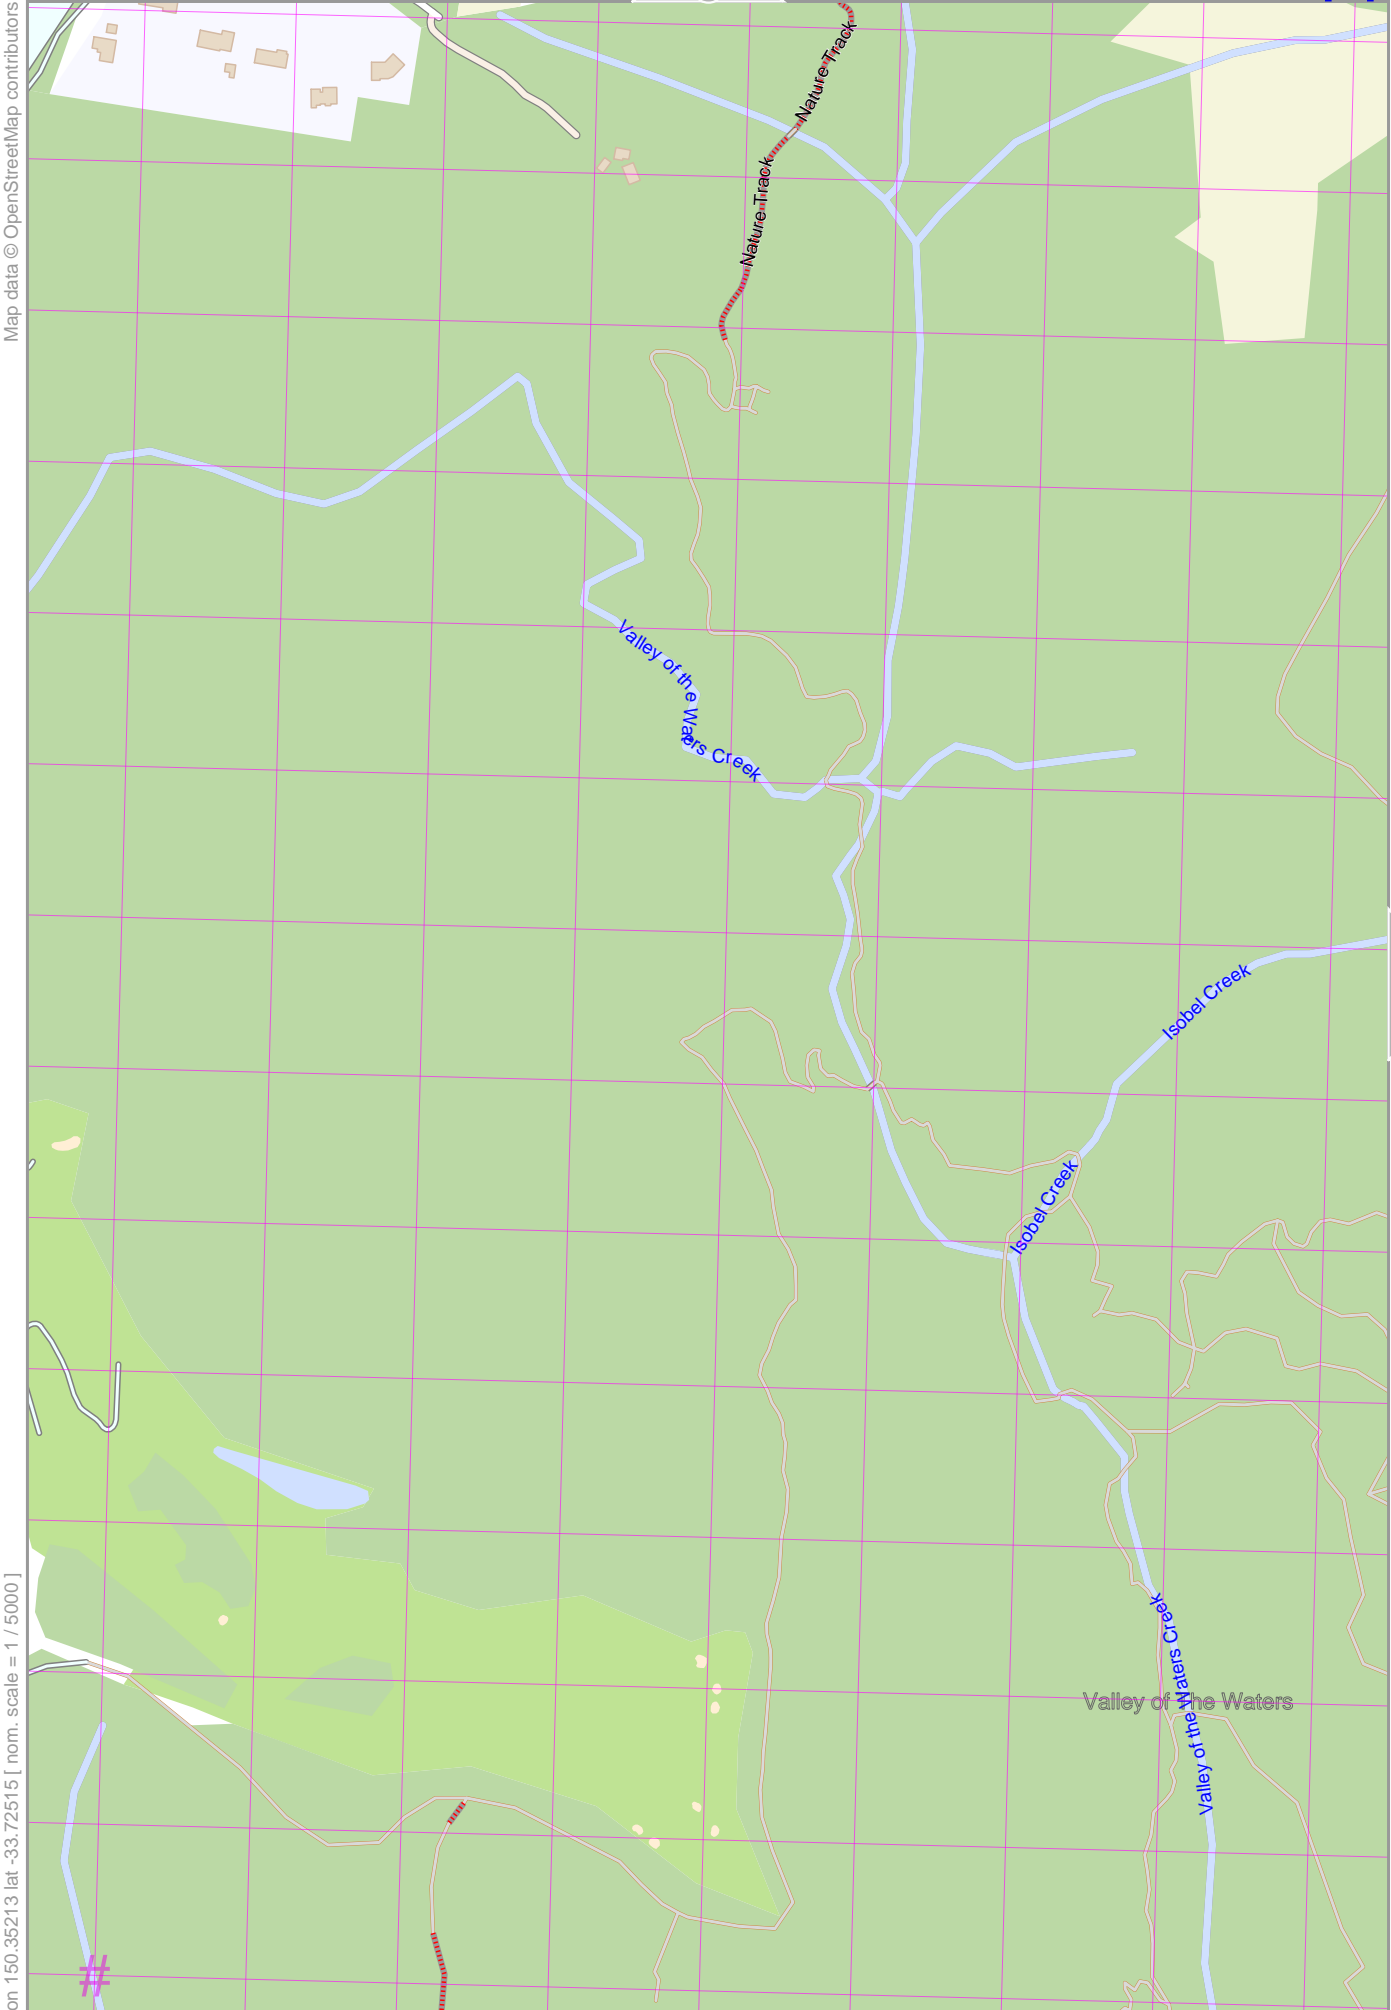 Map data © OpenStreetMap contributors
Nature Track
Nature Track
Valley of the Waters Creek
Isobel Creek
Isobel Creek
Valley of the Waters Creek
Valley of The Waters
on 150.35213 lat -33.72515 [ nom. scale = 1 / 5000 ]
#